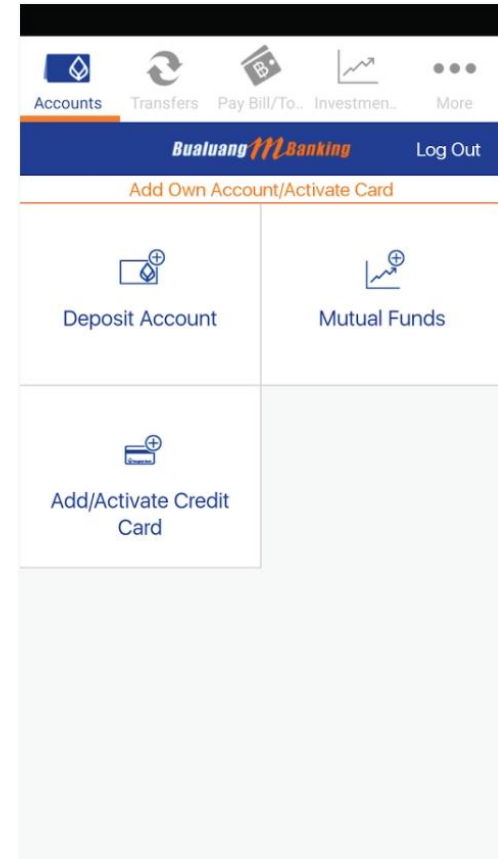 Accounts
Transfers
Pay Bill/To..
Investmen..
More
Bualuang mBanking
Log Out
Add Own Account/Activate Card
Deposit Account
Mutual Funds
Add/Activate Credit
Card